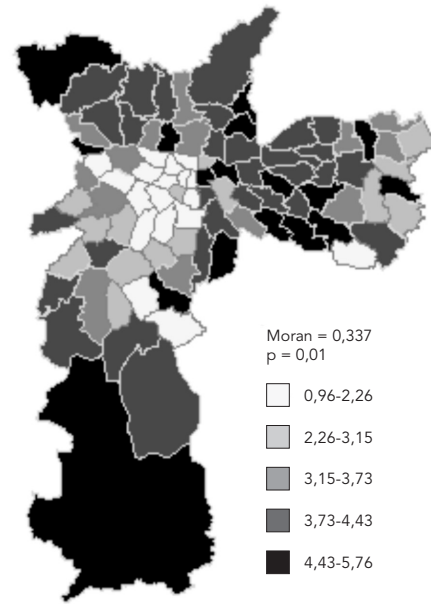 Moran = 0,337
p = 0,01
0,96-2,26
2,26-3,15
3,15-3,73
3,73-4,43
4,43-5,76